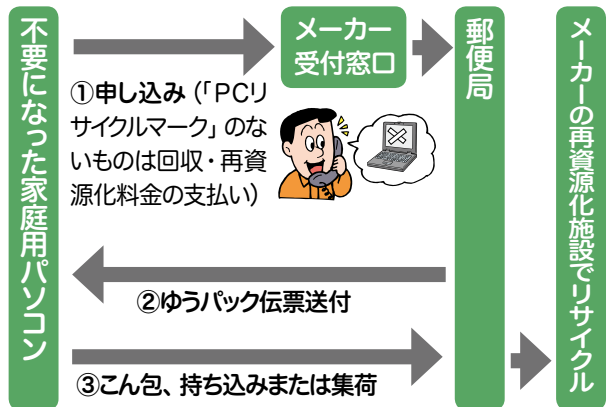 不要になった家庭用パソコン
①申し込み（「PCリ
サイクルマーク」のな
いものは回収・再資
源化料金の支払い）
メーカー
受付窓口
郵便局
②ゆうパック伝票送付
③こん包、持ち込みまたは集荷
メーカーの再資源化施設でリサイクル